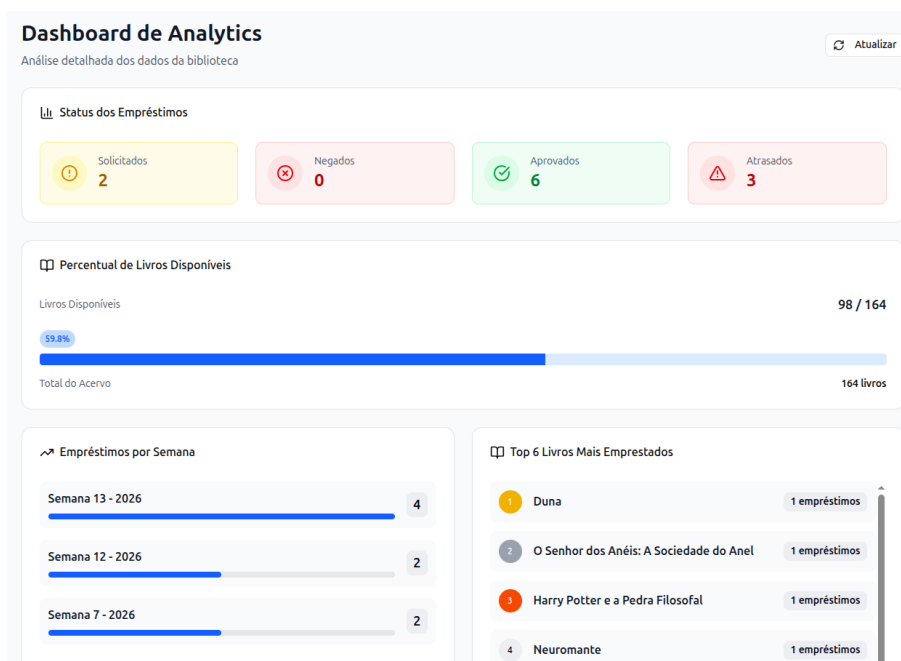 Dashboard de Analytics
Análise detalhada dos dados da biblioteca
Atualizar
Status dos Empréstimos
Solicitados
2
Negados
0
Aprovados
6
Atrasados
3
Percentual de Livros Disponíveis
Livros Disponíveis
98 / 164
59.8%
Total do Acervo
164 livros
Empréstimos por Semana
Semana 13 - 2026
4
Semana 12 - 2026
2
Semana 7 - 2026
2
Top 6 Livros Mais Emprestados
1 Duna 1 empréstimos
2 O Senhor dos Anéis: A Sociedade do Anel 1 empréstimos
3 Harry Potter e a Pedra Filosofal 1 empréstimos
4 Neuromante 1 empréstimos